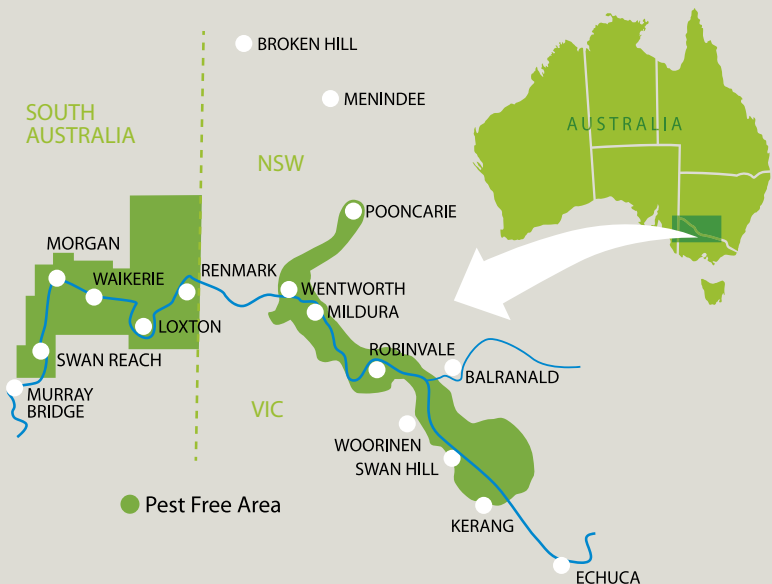 BROKEN HILL
MENINDEE
SOUTH
AUSTRALIA
AUSTRALIA
NSW
POONCARIE
MORGAN
WAIKERIE
RENMARK
WENTWORTH
MILDURA
LOXTON
SWAN REACH
ROBINVALE
BALRANALD
MURRAY
BRIDGE
VIC
WOORINEN
SWAN HILL
Pest Free Area
KERANG
ECHUCA